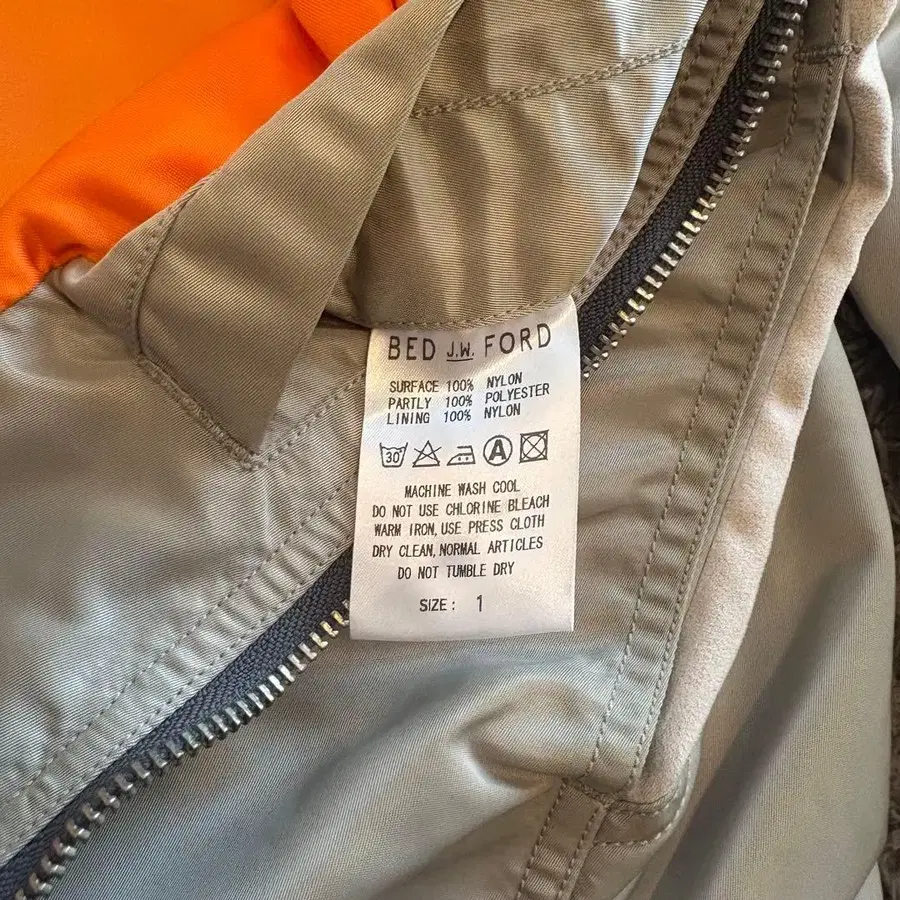 BED J.W. FORD
SURFACE 100% NYLON
PARTLY 100% POLYESTER
LINING 100% NYLON
30 A
MACHINE WASH COOL
DO NOT USE CHLORINE BLEACH
WARM IRON, USE PRESS CLOTH
DRY CLEAN, NORMAL ARTICLES
DO NOT TUMBLE DRY
SIZE: 1